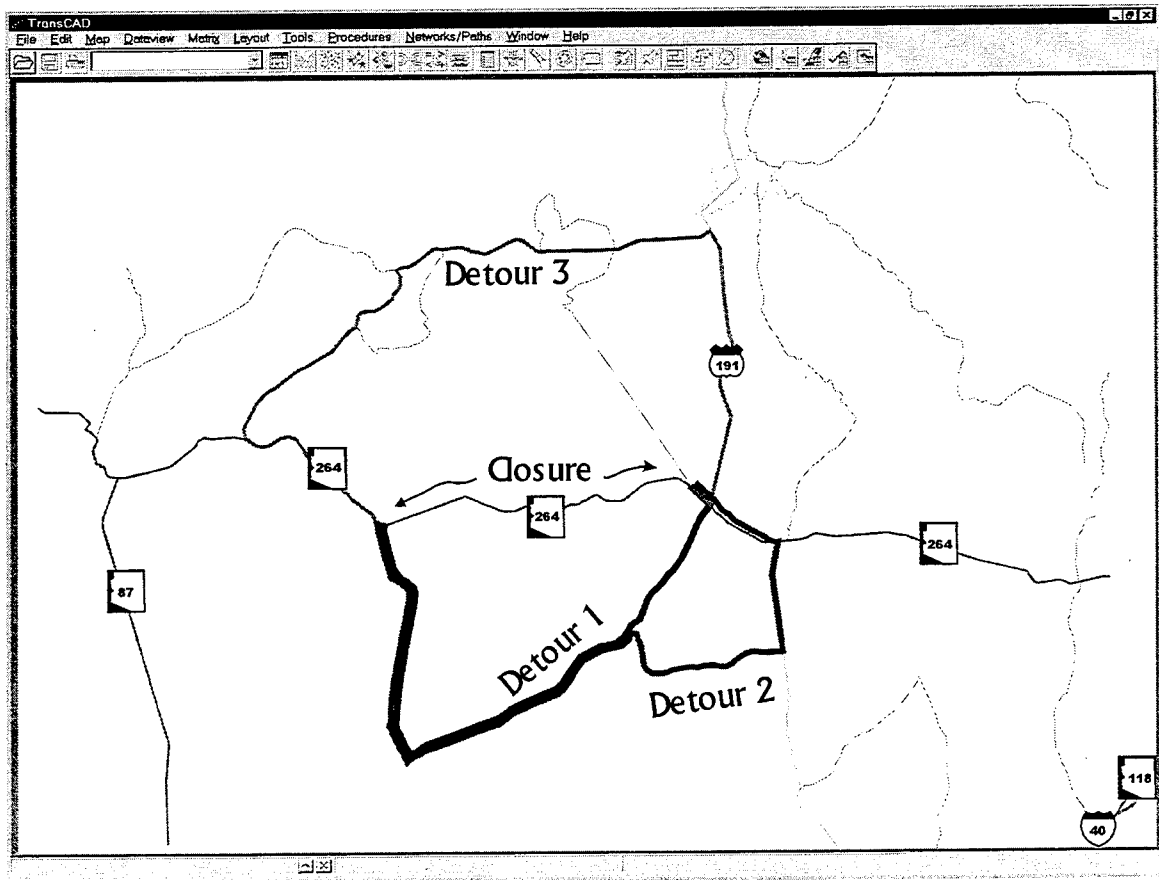 TransCAD
File Edit Map Dataview Matrix Layout Tools Procedures Networks/Paths Window Help
Detour 3
191
Closure
264
264
264
87
Detour 1
Detour 2
118
40